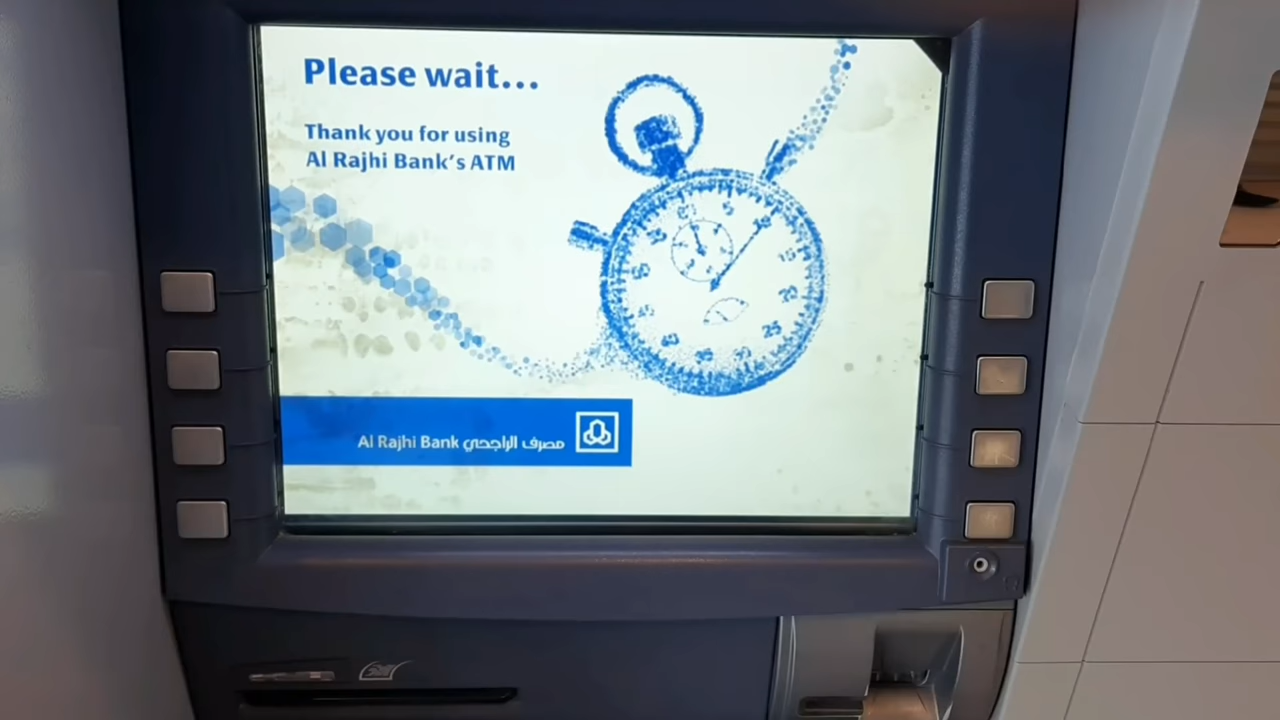 Please wait...
Thank you for using
Al Rajhi Bank's ATM
Al Rajhi Bank مصرف الراجحي